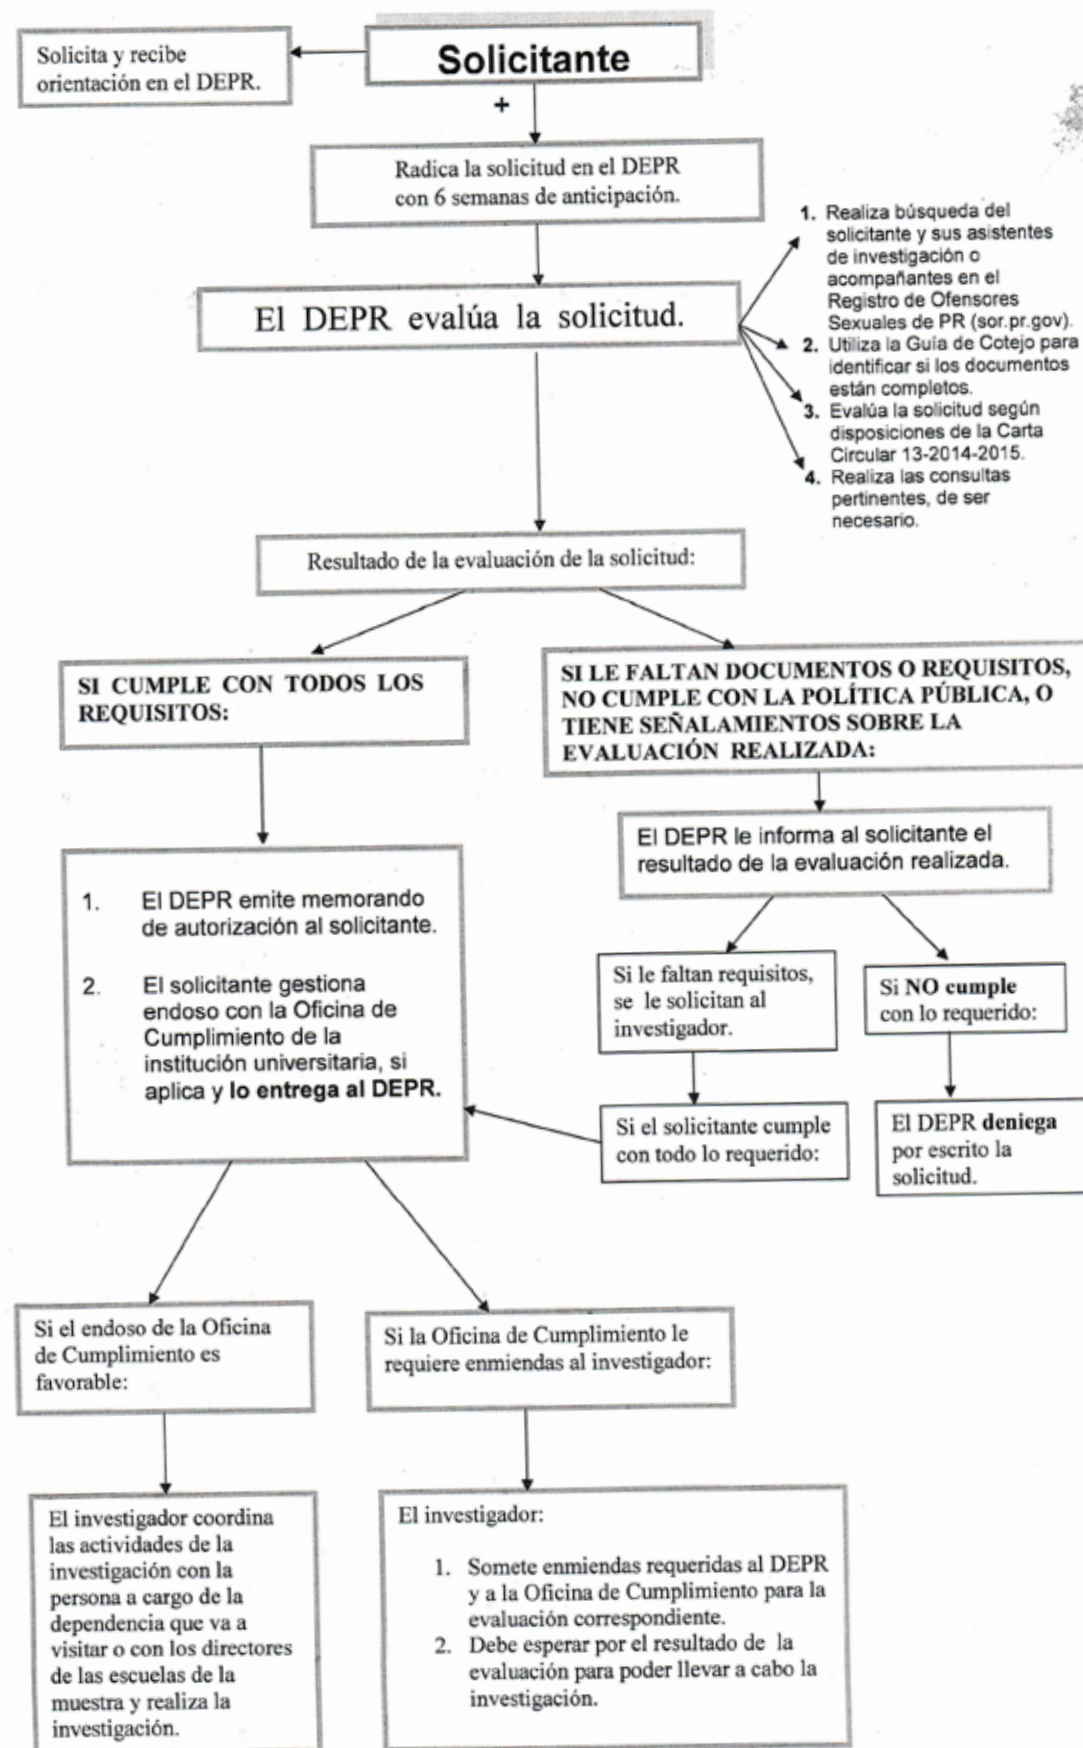 Solicitante
Solicita y recibe
orientación en el DEPR.
+
Radica la solicitud en el DEPR
con 6 semanas de anticipación.
El DEPR evalúa la solicitud.
1. Realiza búsqueda del
solicitante y sus asistentes
de investigación o
acompañantes en el
Registro de Ofensores
Sexuales de PR (sor.pr.gov).
2. Utiliza la Guía de Cotejo para
identificar si los documentos
están completos.
3. Evalúa la solicitud según
disposiciones de la Carta
Circular 13-2014-2015.
4. Realiza las consultas
pertinentes, de ser
necesario.
Resultado de la evaluación de la solicitud:
SI CUMPLE CON TODOS LOS
REQUISITOS:
SI LE FALTAN DOCUMENTOS O REQUISITOS,
NO CUMPLE CON LA POLÍTICA PÚBLICA, O
TIENE SEÑALAMIENTOS SOBRE LA
EVALUACIÓN REALIZADA:
El DEPR le informa al solicitante el
resultado de la evaluación realizada.
1. El DEPR emite memorando
de autorización al solicitante.
2. El solicitante gestiona
endoso con la Oficina de
Cumplimiento de la
institución universitaria, si
aplica y lo entrega al DEPR.
Si le faltan requisitos,
se le solicitan al
investigador.
Si NO cumple
con lo requerido:
Si el solicitante cumple
con todo lo requerido:
El DEPR deniega
por escrito la
solicitud.
Si el endoso de la Oficina
de Cumplimiento es
favorable:
Si la Oficina de Cumplimiento le
requiere enmiendas al investigador:
El investigador coordina
las actividades de la
investigación con la
persona a cargo de la
dependencia que va a
visitar o con los directores
de las escuelas de la
muestra y realiza la
investigación.
El investigador:
1. Somete enmiendas requeridas al DEPR
y a la Oficina de Cumplimiento para la
evaluación correspondiente.
2. Debe esperar por el resultado de la
evaluación para poder llevar a cabo la
investigación.